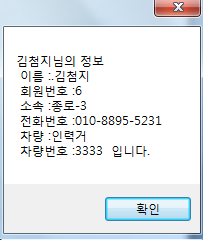 김첨지님의 정보
이름 :.김첨지
회원번호 :6
소속 :종로-3
전화번호 :010-8895-5231
차량 :인력거
차량번호 :3333 입니다.
확인